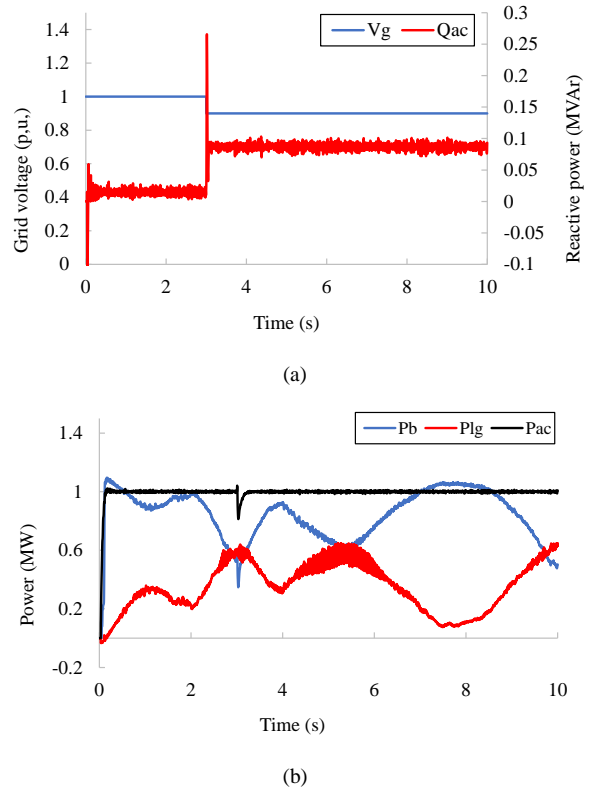 Vg Qac
1.4
1.2
1
0.8
0.6
0.4
0.2
0
0.3
0.25
0.2
0.15
0.1
0.05
0
-0.05
-0.1
Grid voltage (p,u,)
Reactive power (MVAr)
0 2 4 6 8 10
Time (s)
(a)
Pb Plg Pac
1.4
1
0.6
0.2
-0.2
Power (MW)
0 2 4 6 8 10
Time (s)
(b)